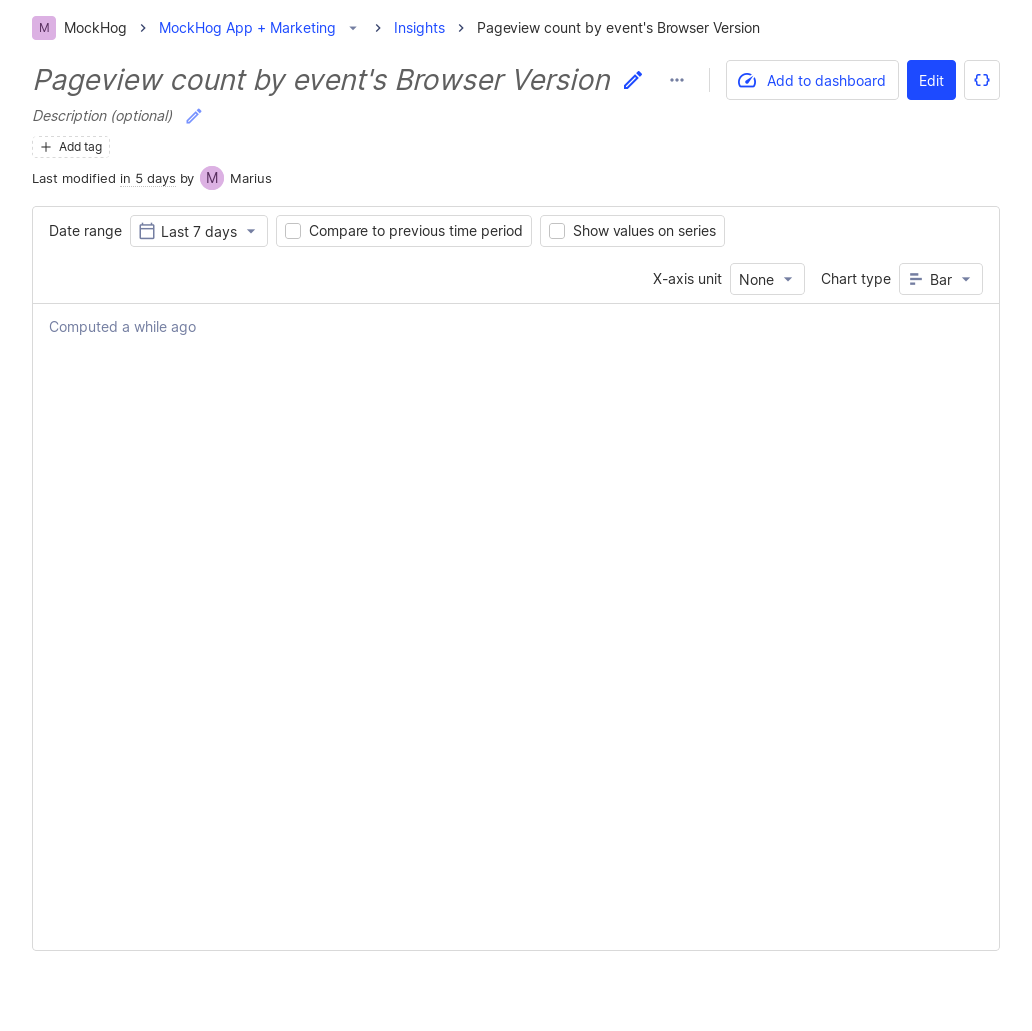 M MockHog MockHog App + Marketing Insights Pageview count by event's Browser Version
Pageview count by event's Browser Version Add to dashboard Edit
Description (optional)
Add tag
Last modified in 5 days by M Marius
Date range Last 7 days Compare to previous time period Show values on series
X-axis unit None Chart type Bar
Computed a while ago